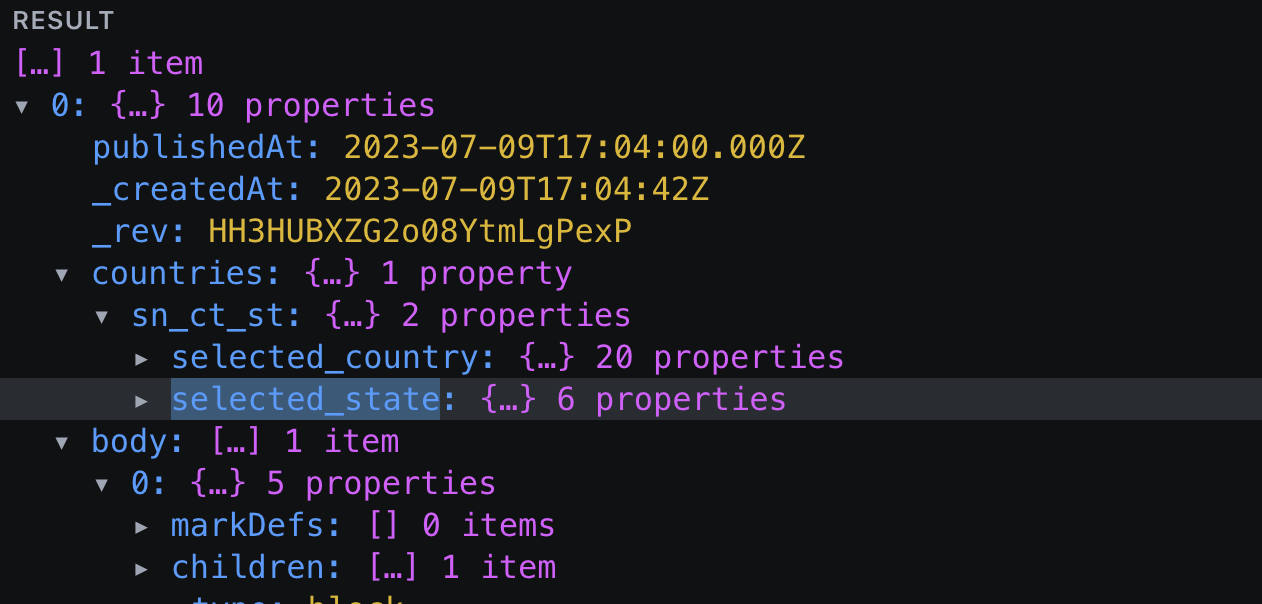 RESULT
[…] 1 item
▼ 0: {…} 10 properties
publishedAt: 2023-07-09T17:04:00.000Z
_createdAt: 2023-07-09T17:04:42Z
_rev: HH3HUBXZG2o08YtmLgPexP
▼ countries: {…} 1 property
▼ sn_ct_st: {…} 2 properties
▶ selected_country: {…} 20 properties
▶ selected_state: {…} 6 properties
▼ body: […] 1 item
▼ 0: {…} 5 properties
▶ markDefs: [] 0 items
▶ children: […] 1 item
_type: block